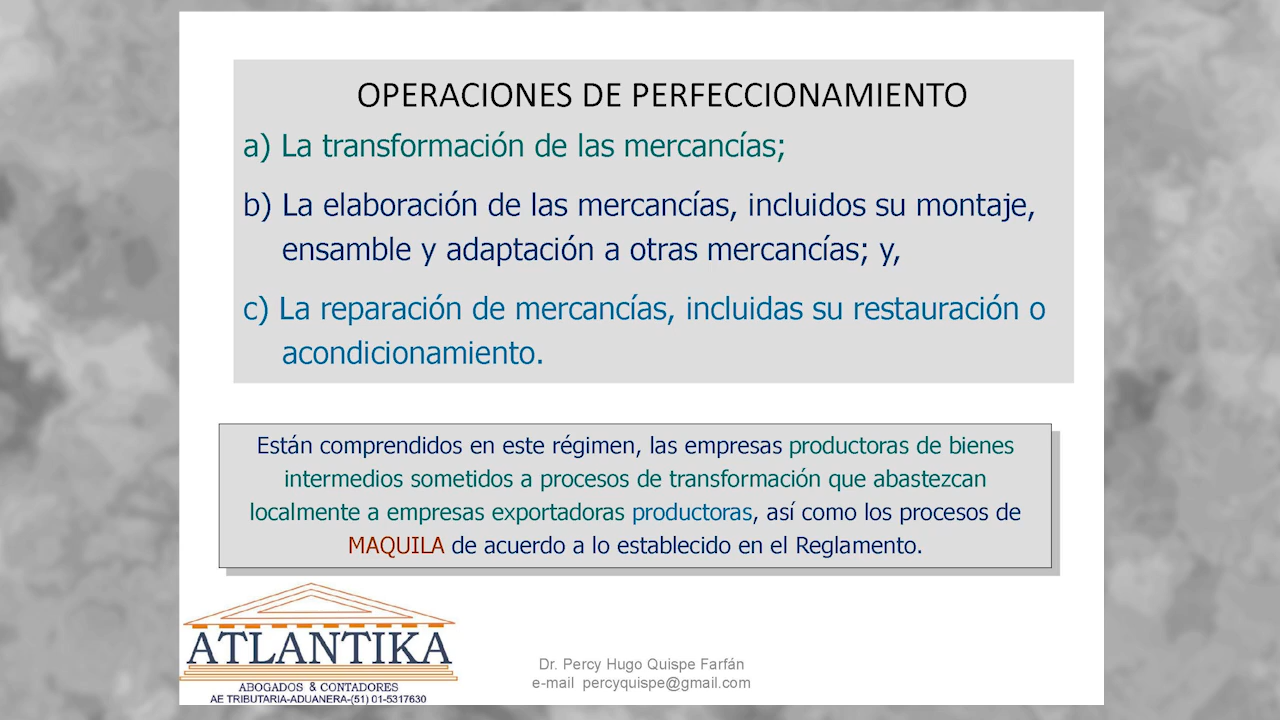 OPERACIONES DE PERFECCIONAMIENTO
a) La transformación de las mercancías;
b) La elaboración de las mercancías, incluidos su montaje,
ensamble y adaptación a otras mercancías; y,
c) La reparación de mercancías, incluidas su restauración o
acondicionamiento.
Están comprendidos en este régimen, las empresas productoras de bienes
intermedios sometidos a procesos de transformación que abastezcan
localmente a empresas exportadoras productoras, así como los procesos de
MAQUILA de acuerdo a lo establecido en el Reglamento.
ATLANTIKA
ABOGADOS & CONTADORES
AE TRIBUTARIA-ADUANERA-(51) 01-5317630
Dr. Percy Hugo Quispe Farfán
e-mail percyquispe@gmail.com